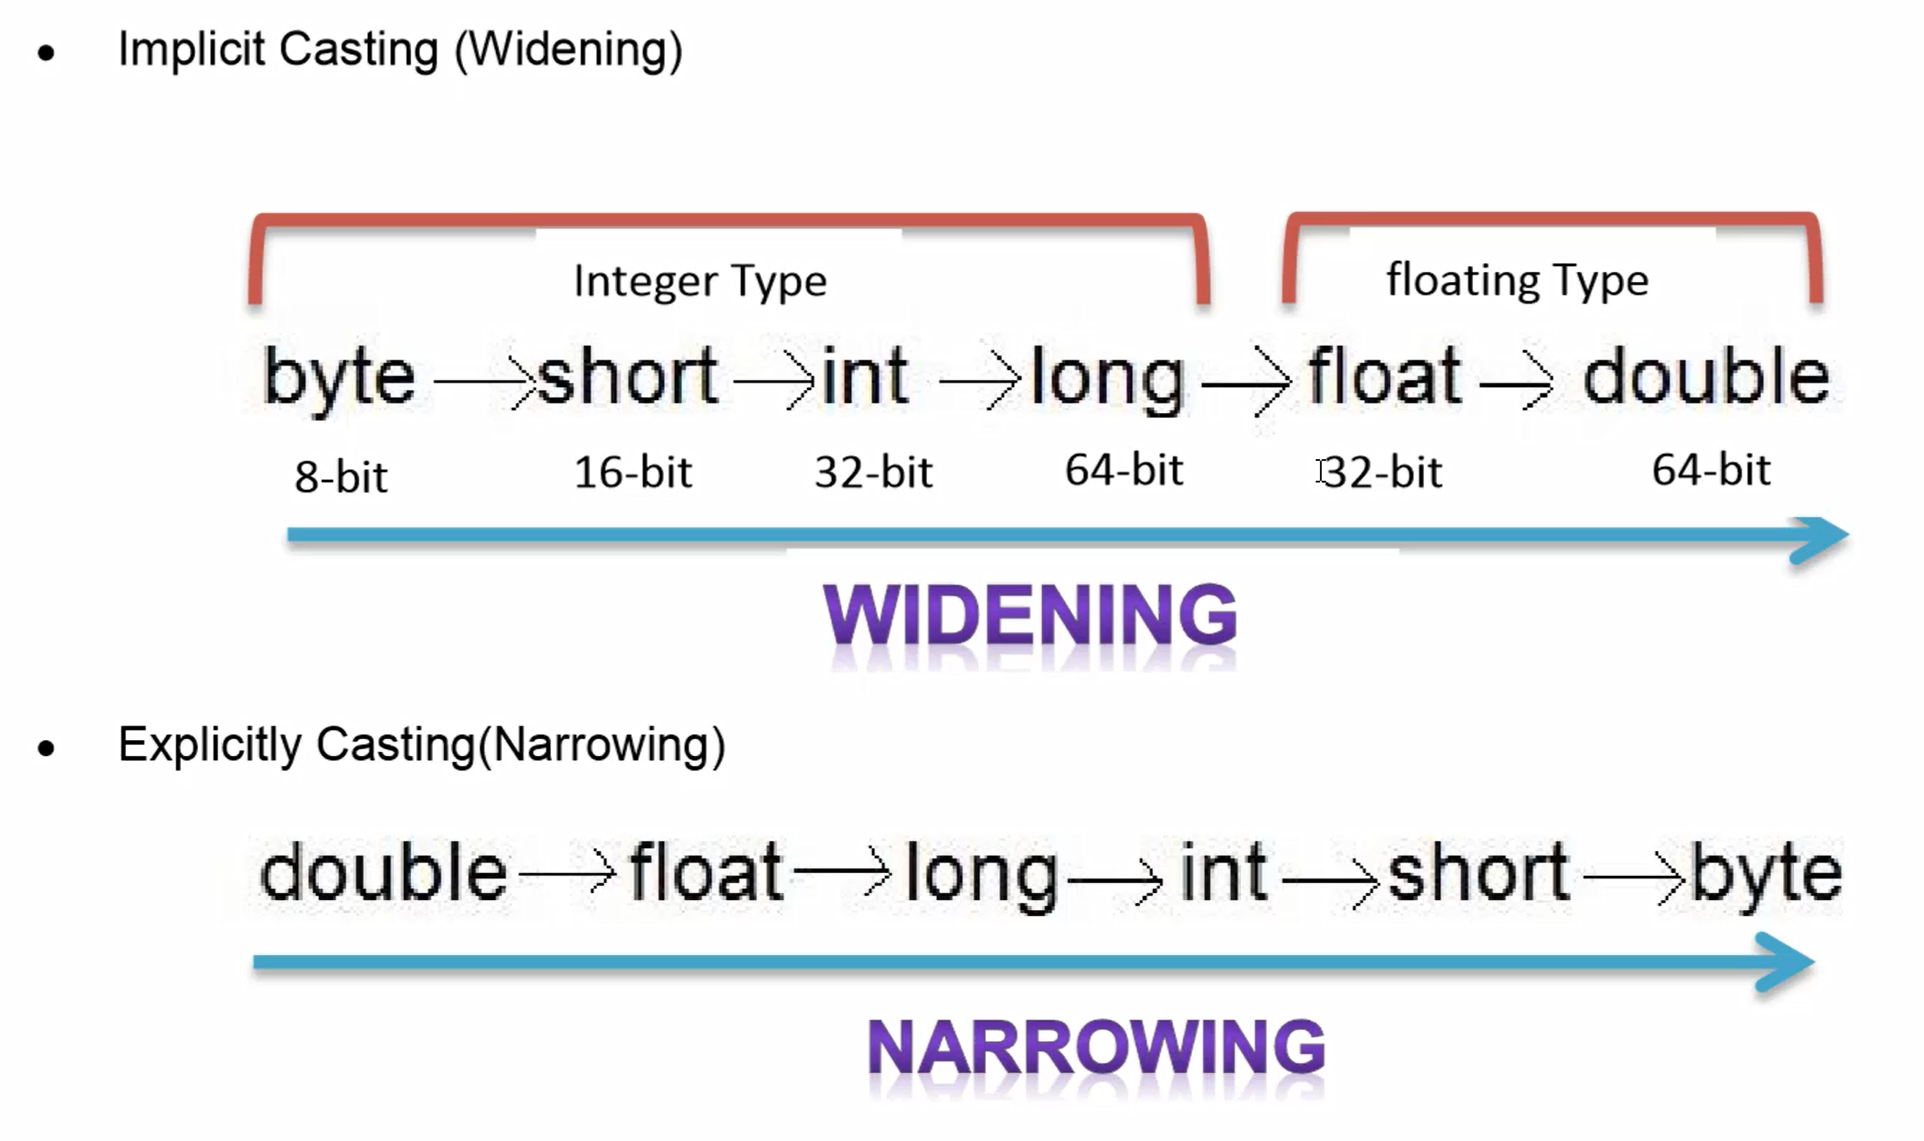 • Implicit Casting (Widening)
Integer Type floating Type
byte → short → int → long → float → double
8-bit 16-bit 32-bit 64-bit 32-bit 64-bit
WIDENING
• Explicitly Casting(Narrowing)
double → float → long → int → short → byte
NARROWING